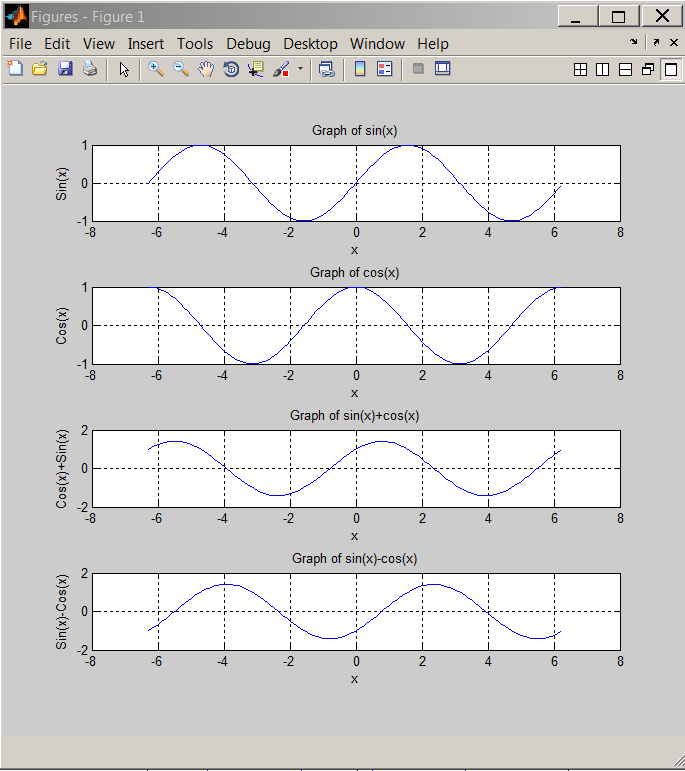 Figures - Figure 1
File Edit View Insert Tools Debug Desktop Window Help
Graph of sin(x)
Sin(x)
1
0
-1
-8 -6 -4 -2 0 2 4 6 8
x
Graph of cos(x)
Cos(x)
1
0
-1
-8 -6 -4 -2 0 2 4 6 8
x
Graph of sin(x)+cos(x)
Cos(x)+Sin(x)
2
0
-2
-8 -6 -4 -2 0 2 4 6 8
x
Graph of sin(x)-cos(x)
Sin(x)-Cos(x)
2
0
-2
-8 -6 -4 -2 0 2 4 6 8
x